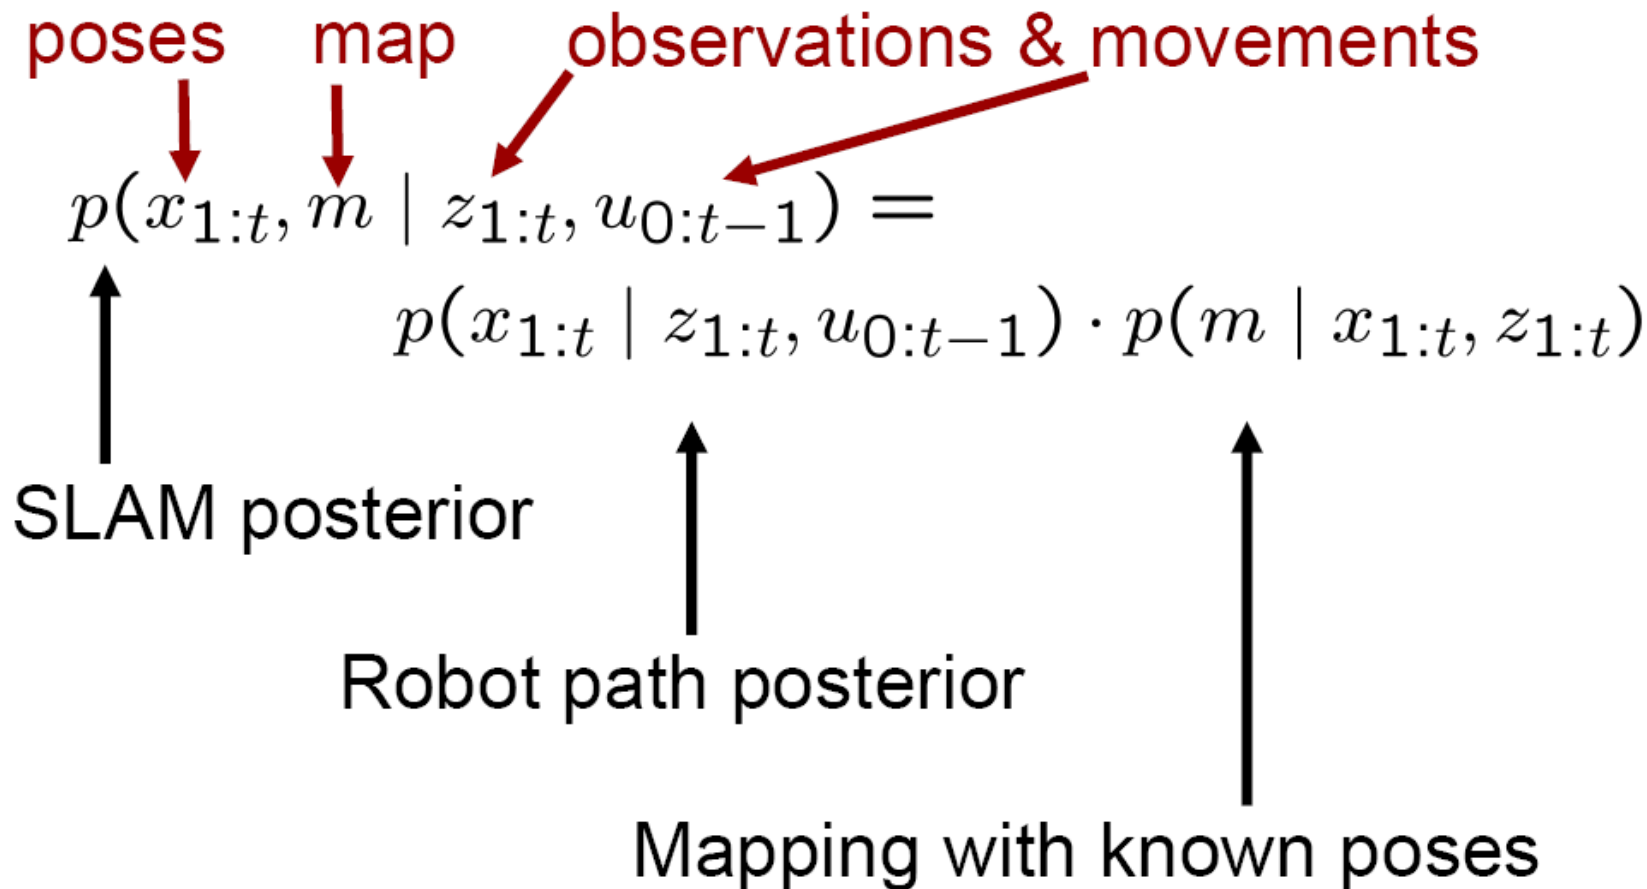 poses map observations & movements
p(x_{1:t}, m | z_{1:t}, u_{0:t−1}) =
p(x_{1:t} | z_{1:t}, u_{0:t−1}) · p(m | x_{1:t}, z_{1:t})
SLAM posterior
Robot path posterior
Mapping with known poses